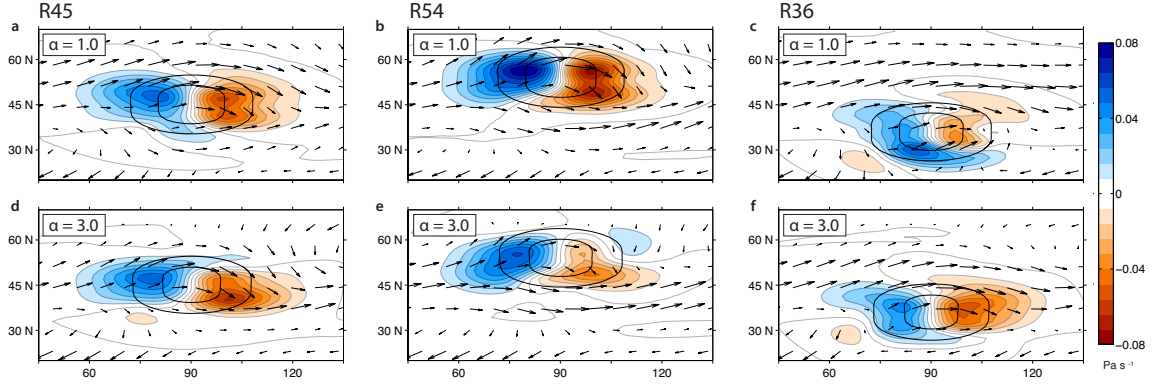 R45 R54 R36
a b c
α = 1.0 α = 1.0 α = 1.0
60 N 60 N 60 N
45 N 45 N 45 N
30 N 30 N 30 N
d e f
α = 3.0 α = 3.0 α = 3.0
60 N 60 N 60 N
45 N 45 N 45 N
30 N 30 N 30 N
60 90 120 60 90 120 60 90 120
0.08
0.04
0
−0.04
−0.08
Pa s⁻¹